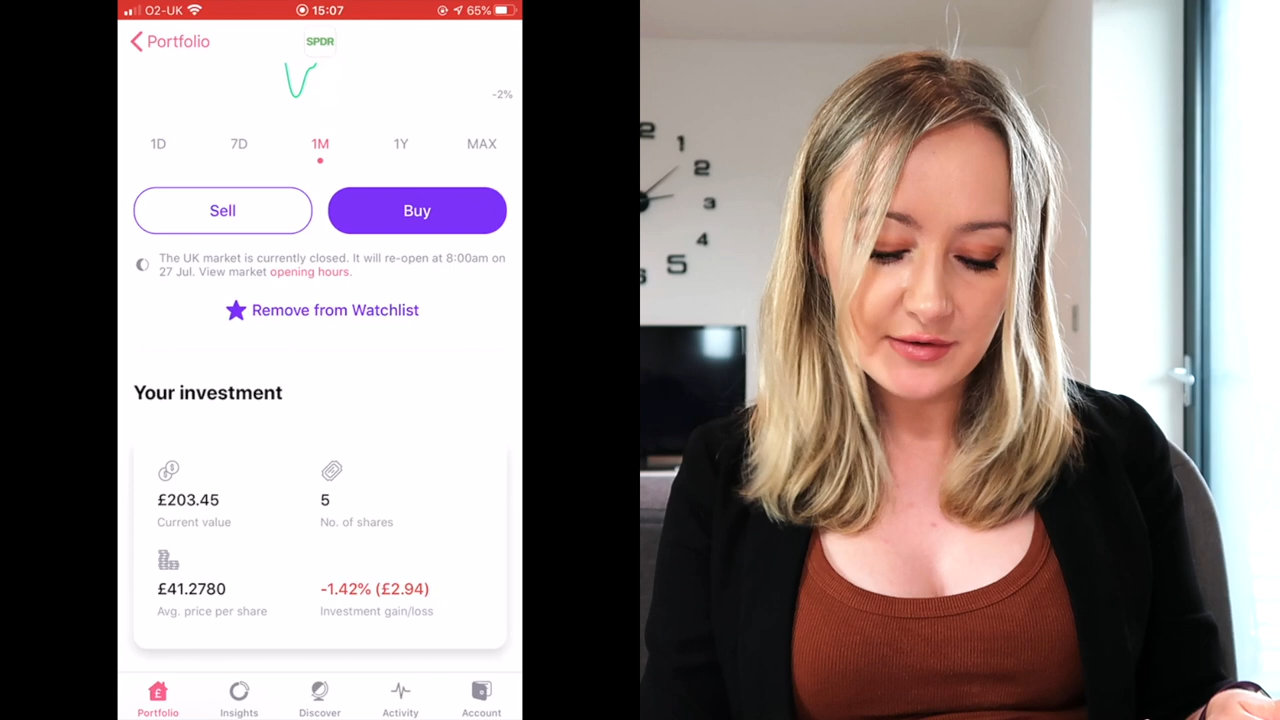 O2-UK 15:07 65%
Portfolio SPDR
-2%
1D 7D 1M 1Y MAX
Sell Buy
The UK market is currently closed. It will re-open at 8:00am on
27 Jul. View market opening hours.
Remove from Watchlist
Your investment
£203.45 5
Current value No. of shares
£41.2780 -1.42% (£2.94)
Avg. price per share Investment gain/loss
Portfolio Insights Discover Activity Account
2
1
2
3
4
5
6